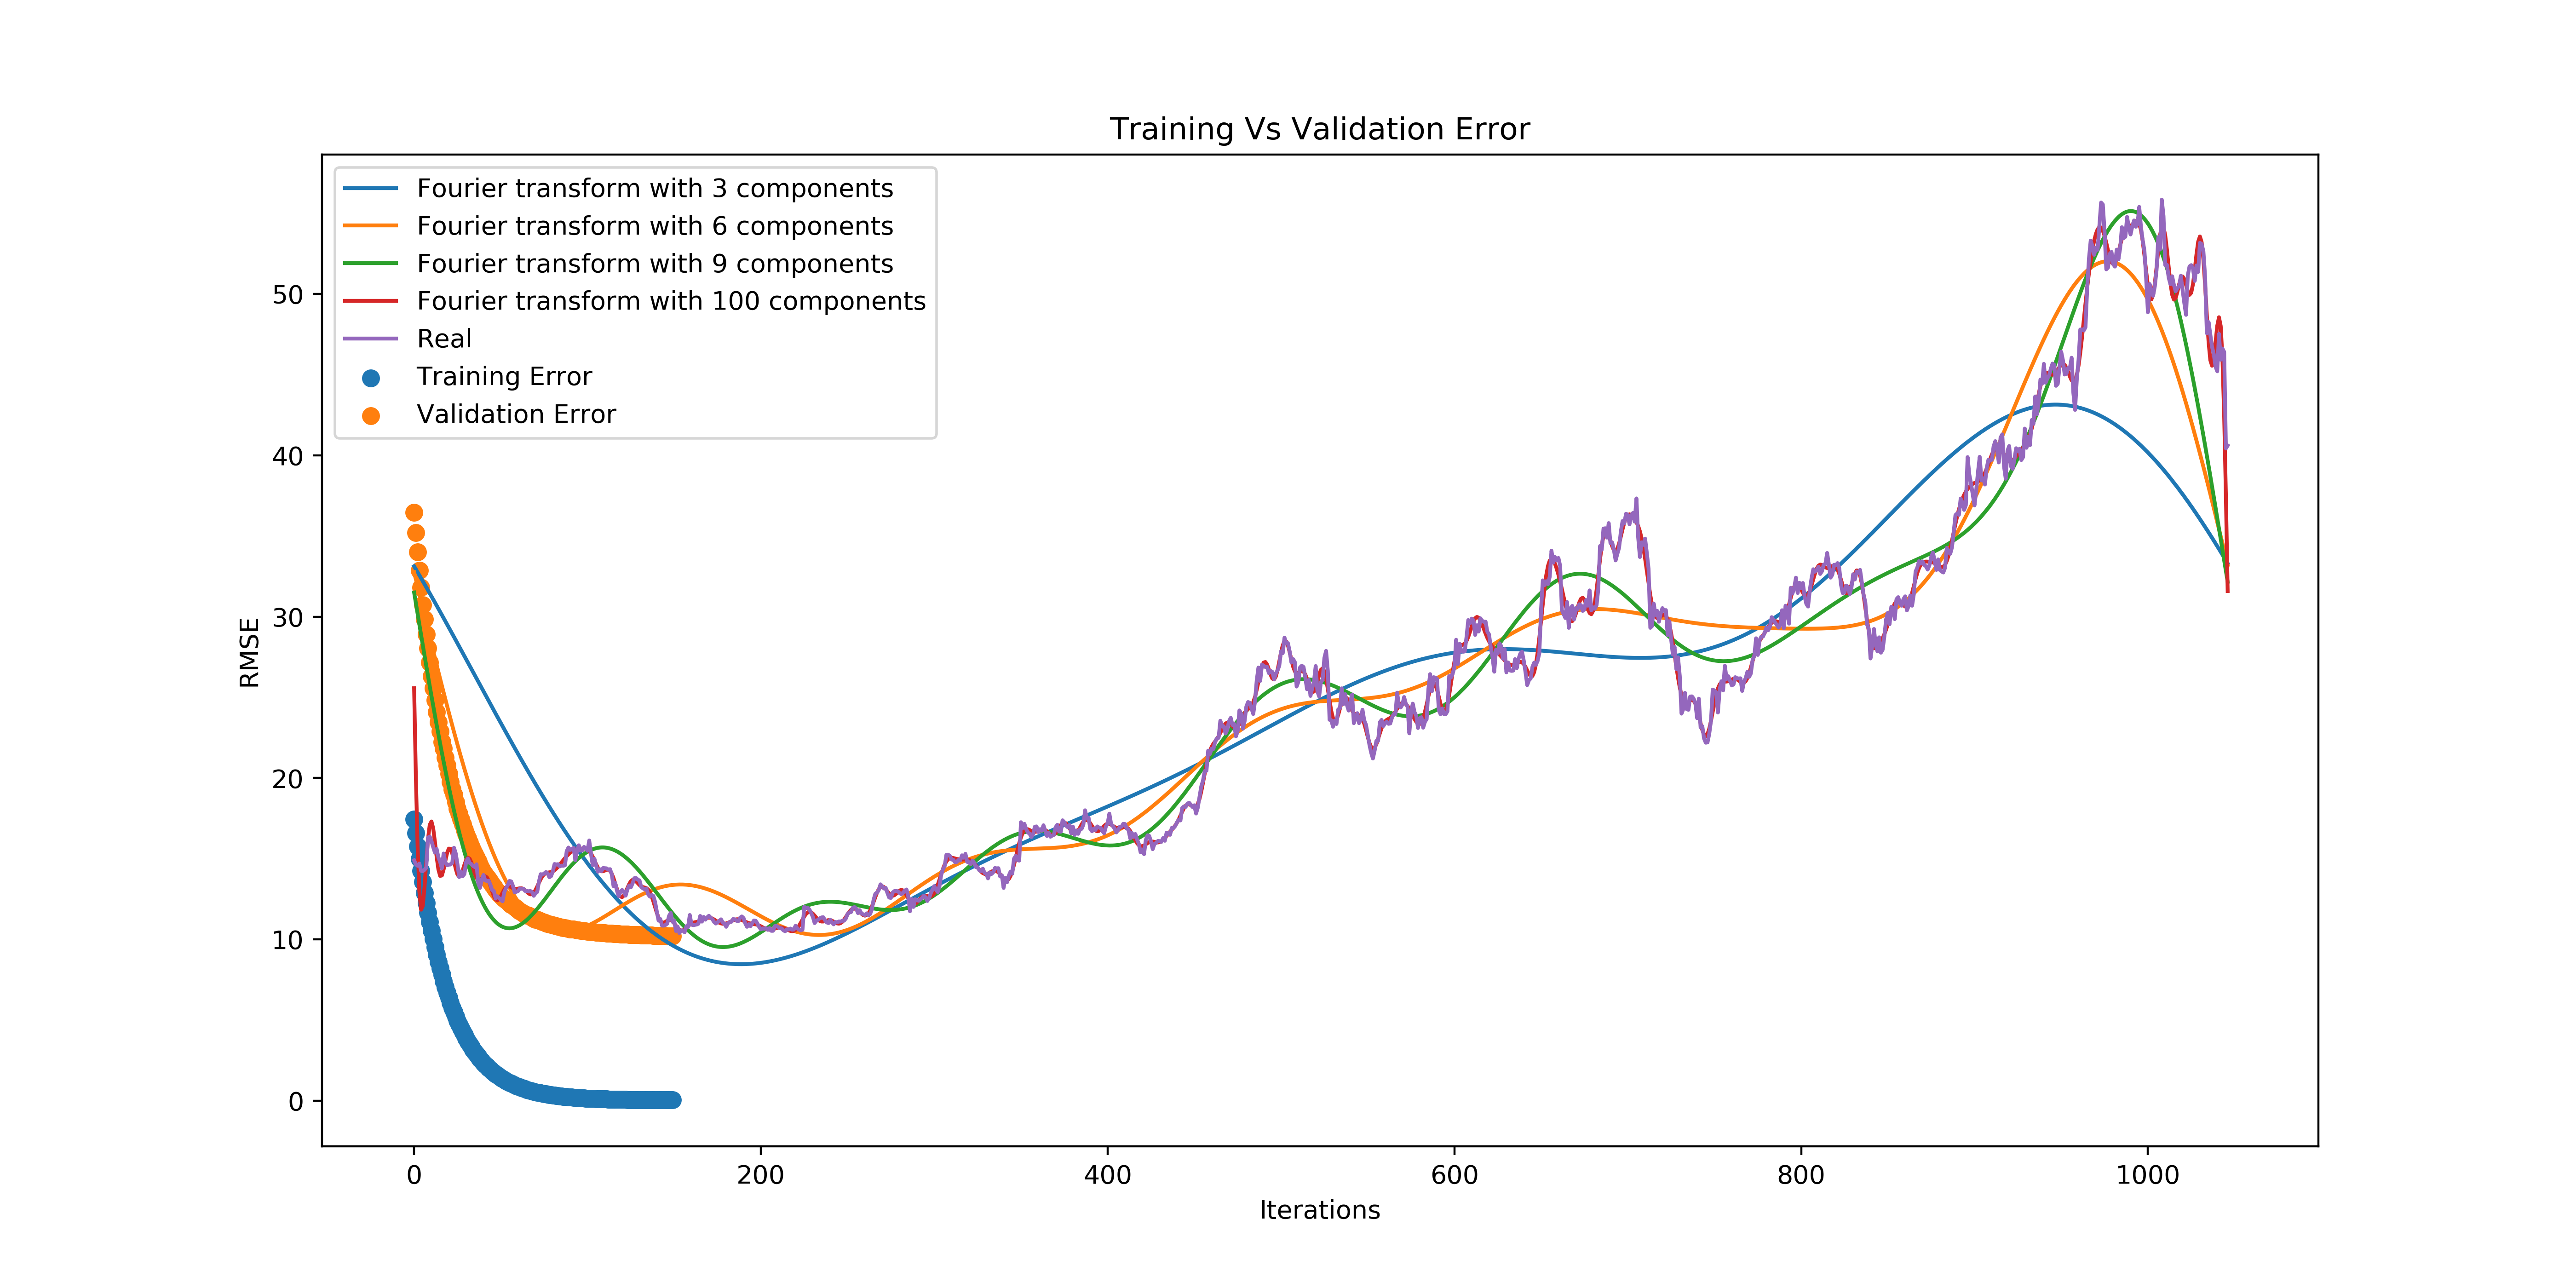 Training Vs Validation Error
Fourier transform with 3 components
Fourier transform with 6 components
Fourier transform with 9 components
Fourier transform with 100 components
Real
Training Error
Validation Error
RMSE
50
40
30
20
10
0
0 200 400 600 800 1000
Iterations